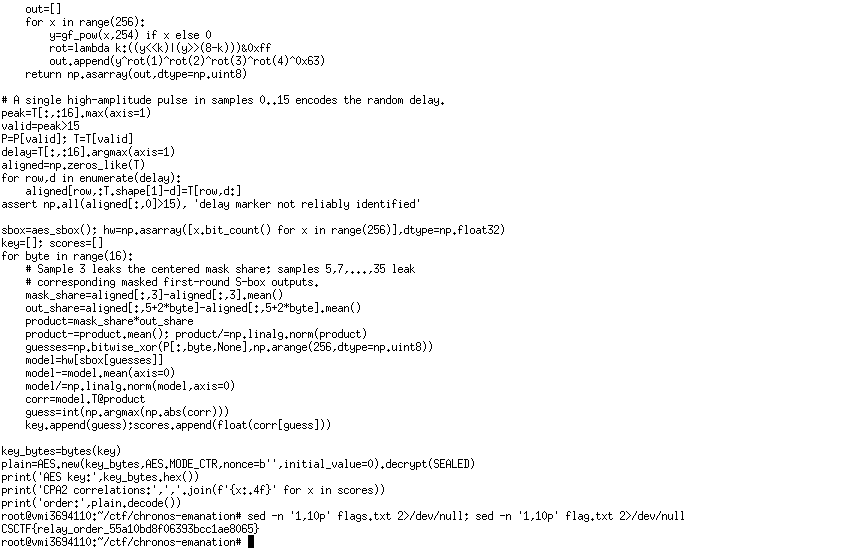 out=[]
for x in range(256):
y=gf_pow(x,254) if x else 0
rot=lambda k:((y<<k)|(y>>(8-k)))&0xff
out.append(y^rot(1)^rot(2)^rot(3)^rot(4)^0x63)
return np.asarray(out,dtype=np.uint8)
# A single high-amplitude pulse in samples 0..15 encodes the random delay.
peak=T[:,:16].max(axis=1)
valid=peak>15
P=P[valid]; T=T[valid]
delay=T[:,:16].argmax(axis=1)
aligned=np.zeros_like(T)
for row,d in enumerate(delay):
aligned[row,:T.shape[1]-d]=T[row,d:]
assert np.all(aligned[:,0]>15), 'delay marker not reliably identified'
sbox=aes_sbox(); hw=np.asarray([x.bit_count() for x in range(256)],dtype=np.float32)
key=[]; scores=[]
for byte in range(16):
# Sample 3 leaks the centered mask share; samples 5,7,...,35 leak
# corresponding masked first-round S-box outputs.
mask_share=aligned[:,3]-aligned[:,3].mean()
out_share=aligned[:,5+2*byte]-aligned[:,5+2*byte].mean()
product=mask_share*out_share
product-=product.mean(); product/=np.linalg.norm(product)
guesses=np.bitwise_xor(P[:,byte,None],np.arange(256,dtype=np.uint8))
model=hw[sbox[guesses]]
model-=model.mean(axis=0)
model/=np.linalg.norm(model,axis=0)
corr=model.T@product
guess=int(np.argmax(np.abs(corr)))
key.append(guess);scores.append(float(corr[guess]))
key_bytes=bytes(key)
plain=AES.new(key_bytes,AES.MODE_CTR,nonce=b'',initial_value=0).decrypt(SEALED)
print('AES key:',key_bytes.hex())
print('CPA2 correlations:',','.join(f'{x:.4f}' for x in scores))
print('order:',plain.decode())
root@vmi3694110:~/ctf/chronos-emanation# sed -n '1,10p' flags.txt 2>/dev/null; sed -n '1,10p' flag.txt 2>/dev/null
CSCTF{relay_order_55a10bd8f06393bcc1ae8065}
root@vmi3694110:~/ctf/chronos-emanation#